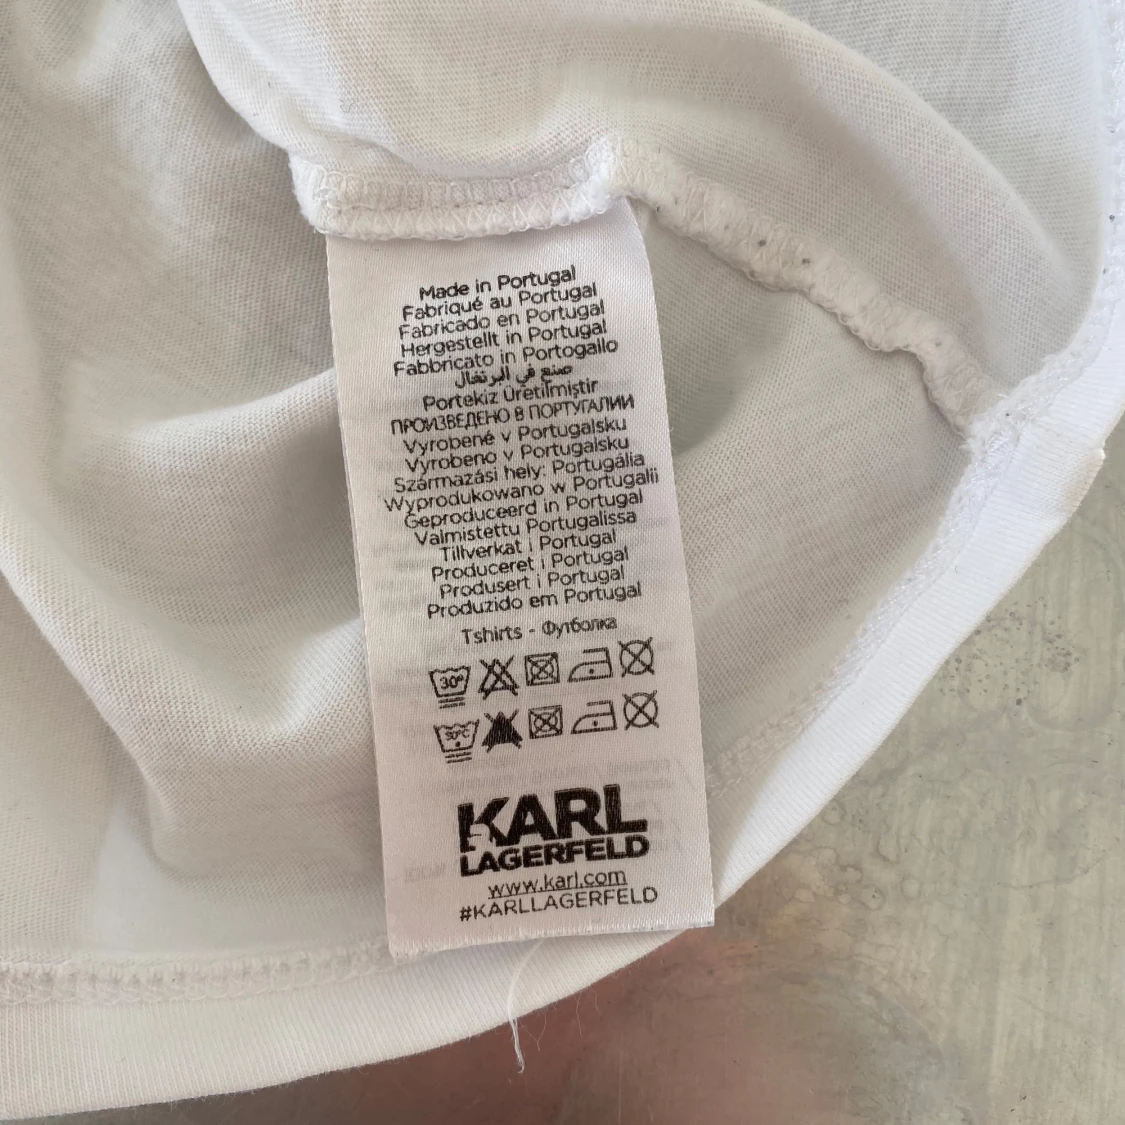 Made in Portugal
Fabriqué au Portugal
Fabricado en Portugal
Hergestellt in Portugal
Fabbricato in Portogallo
صنع في البرتغال
Portekiz Üretilmiştir
ПРОИЗВЕДЕНО В ПОРТУГАЛИИ
Vyrobené v Portugalsku
Vyrobeno v Portugalsku
Származási hely: Portugália
Wyprodukowano w Portugalii
Geproduceerd in Portugal
Valmistettu Portugalissa
Tillverkat i Portugal
Produceret i Portugal
Produsert i Portugal
Produzido em Portugal
Tshirts - Футболка
30°
30°C
KARL
LAGERFELD
www.karl.com
#KARLLAGERFELD